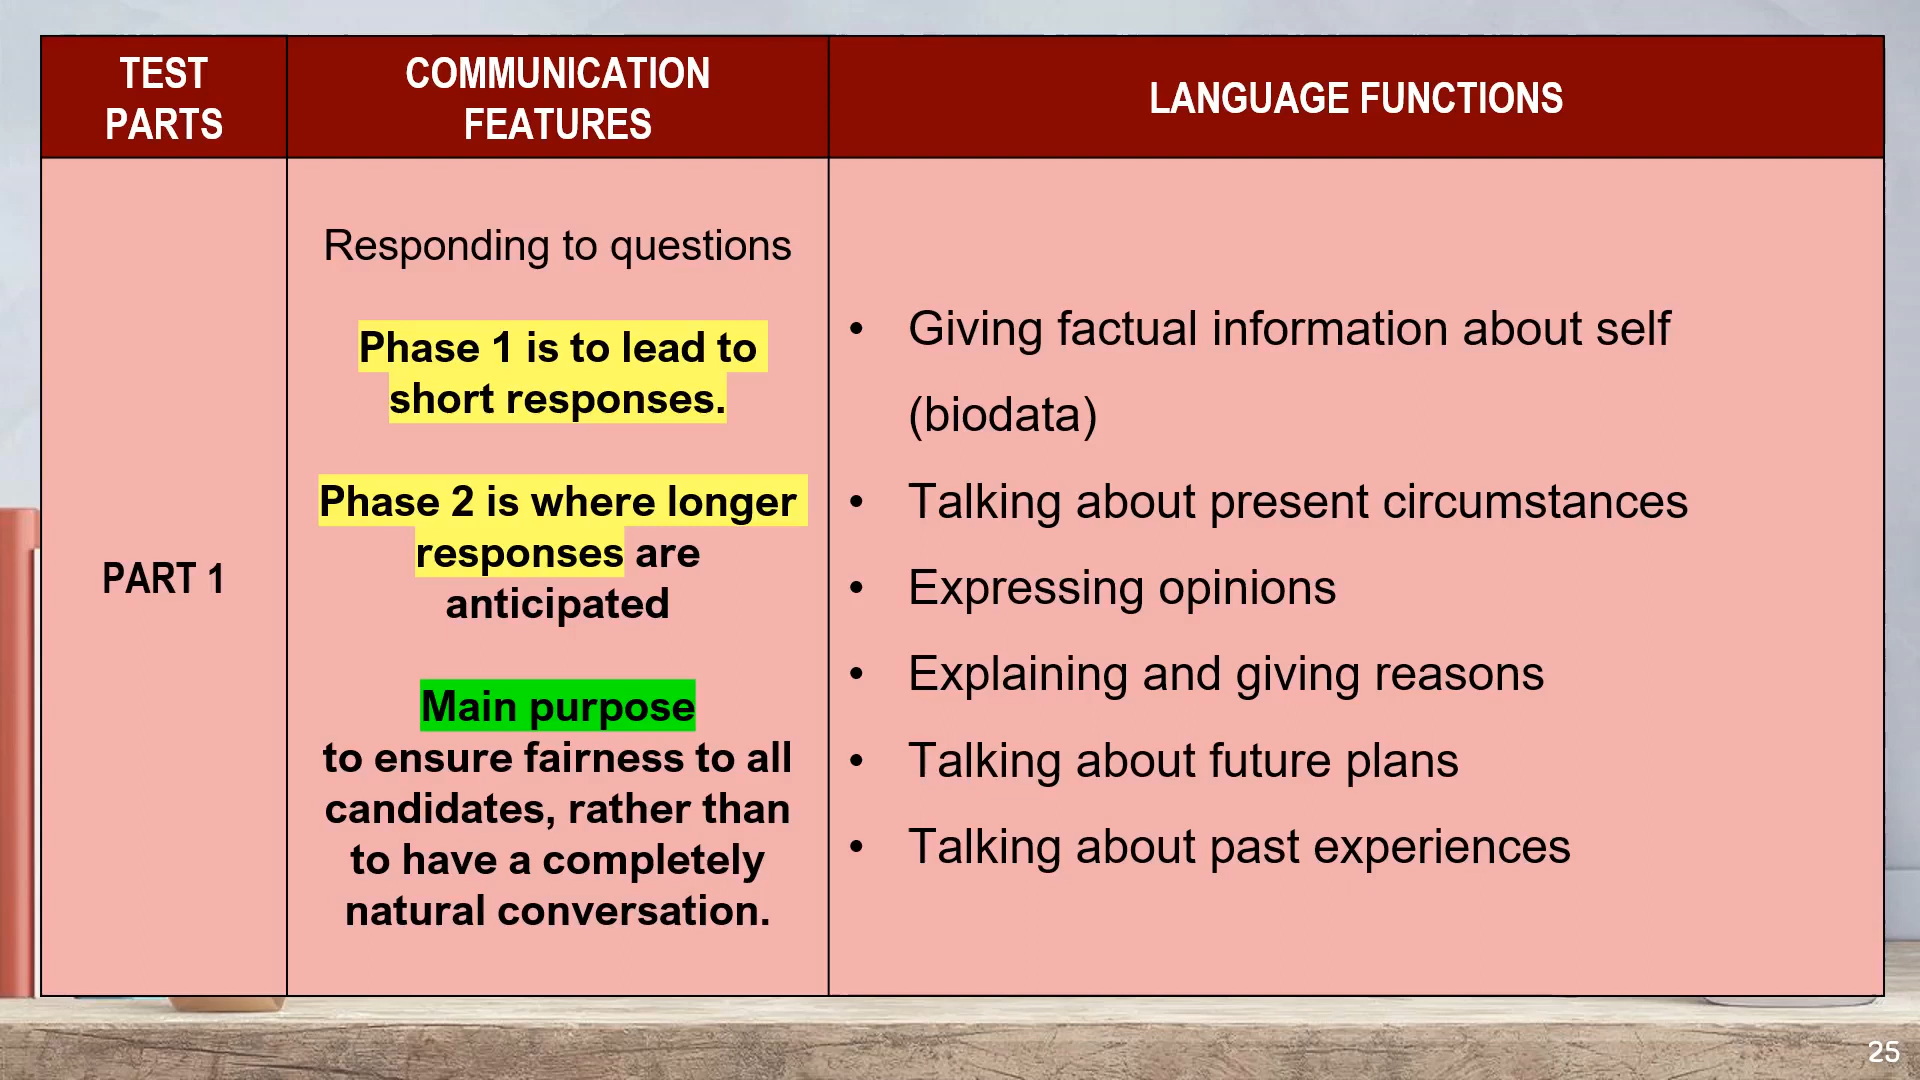 TEST
PARTS
COMMUNICATION
FEATURES
LANGUAGE FUNCTIONS
PART 1
Responding to questions
Phase 1 is to lead to
short responses.
Phase 2 is where longer
responses are
anticipated
Main purpose
to ensure fairness to all
candidates, rather than
to have a completely
natural conversation.
• Giving factual information about self
(biodata)
• Talking about present circumstances
• Expressing opinions
• Explaining and giving reasons
• Talking about future plans
• Talking about past experiences
25